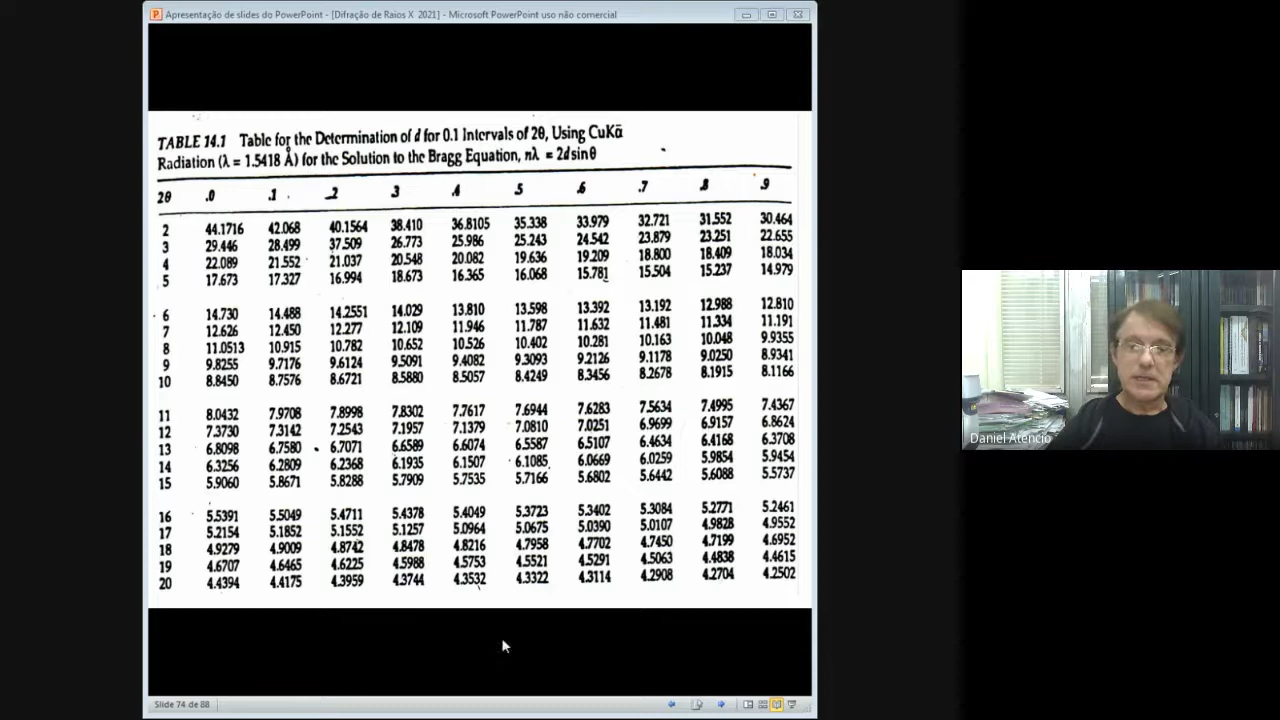 Apresentação de slides do PowerPoint - [Difração de Raios X 2021] - Microsoft PowerPoint uso não comercial
TABLE 14.1 Table for the Determination of d for 0.1 Intervals of 2θ, Using CuKᾱ
Radiation (λ = 1.5418 Å) for the Solution to the Bragg Equation, nλ = 2d sin θ
2θ .0 .1 .2 .3 .4 .5 .6 .7 .8 .9
2 44.1716 42.068 40.1564 38.410 36.8105 35.338 33.979 32.721 31.552 30.464
3 29.446 28.499 37.509 26.773 25.986 25.243 24.542 23.879 23.251 22.655
4 22.089 21.552 21.037 20.548 20.082 19.636 19.209 18.800 18.409 18.034
5 17.673 17.327 16.994 18.673 16.365 16.068 15.781 15.504 15.237 14.979
6 14.730 14.488 14.2551 14.029 13.810 13.598 13.392 13.192 12.988 12.810
7 12.626 12.450 12.277 12.109 11.946 11.787 11.632 11.481 11.334 11.191
8 11.0513 10.915 10.782 10.652 10.526 10.402 10.281 10.163 10.048 9.9355
9 9.8255 9.7176 9.6124 9.5091 9.4082 9.3093 9.2126 9.1178 9.0250 8.9341
10 8.8450 8.7576 8.6721 8.5880 8.5057 8.4249 8.3456 8.2678 8.1915 8.1166
11 8.0432 7.9708 7.8998 7.8302 7.7617 7.6944 7.6283 7.5634 7.4995 7.4367
12 7.3730 7.3142 7.2543 7.1957 7.1379 7.0810 7.0251 6.9699 6.9157 6.8624
13 6.8098 6.7580 6.7071 6.6589 6.6074 6.5587 6.5107 6.4634 6.4168 6.3708
14 6.3256 6.2809 6.2368 6.1935 6.1507 6.1085 6.0669 6.0259 5.9854 5.9454
15 5.9060 5.8671 5.8288 5.7909 5.7535 5.7166 5.6802 5.6442 5.6088 5.5737
16 5.5391 5.5049 5.4711 5.4378 5.4049 5.3723 5.3402 5.3084 5.2771 5.2461
17 5.2154 5.1852 5.1552 5.1257 5.0964 5.0675 5.0390 5.0107 4.9828 4.9552
18 4.9279 4.9009 4.8742 4.8478 4.8216 4.7958 4.7702 4.7450 4.7199 4.6952
19 4.6707 4.6465 4.6225 4.5988 4.5753 4.5521 4.5291 4.5063 4.4838 4.4615
20 4.4394 4.4175 4.3959 4.3744 4.3532 4.3322 4.3114 4.2908 4.2704 4.2502
Daniel Atencio
Slide 74 de 88